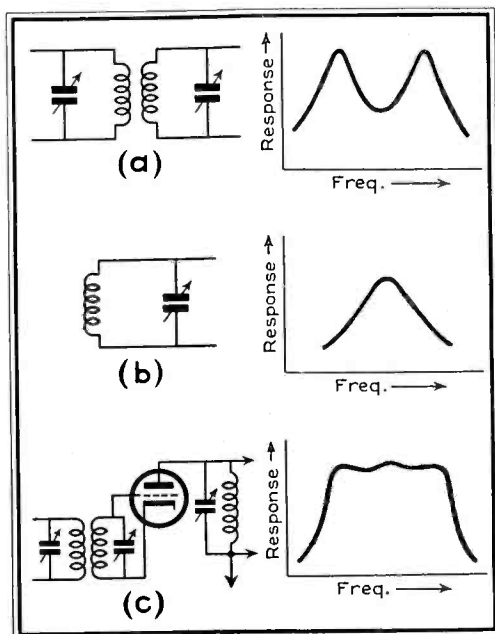 Response →
Freq. →
(a)
Response →
Freq. →
(b)
Response →
Freq. →
(c)